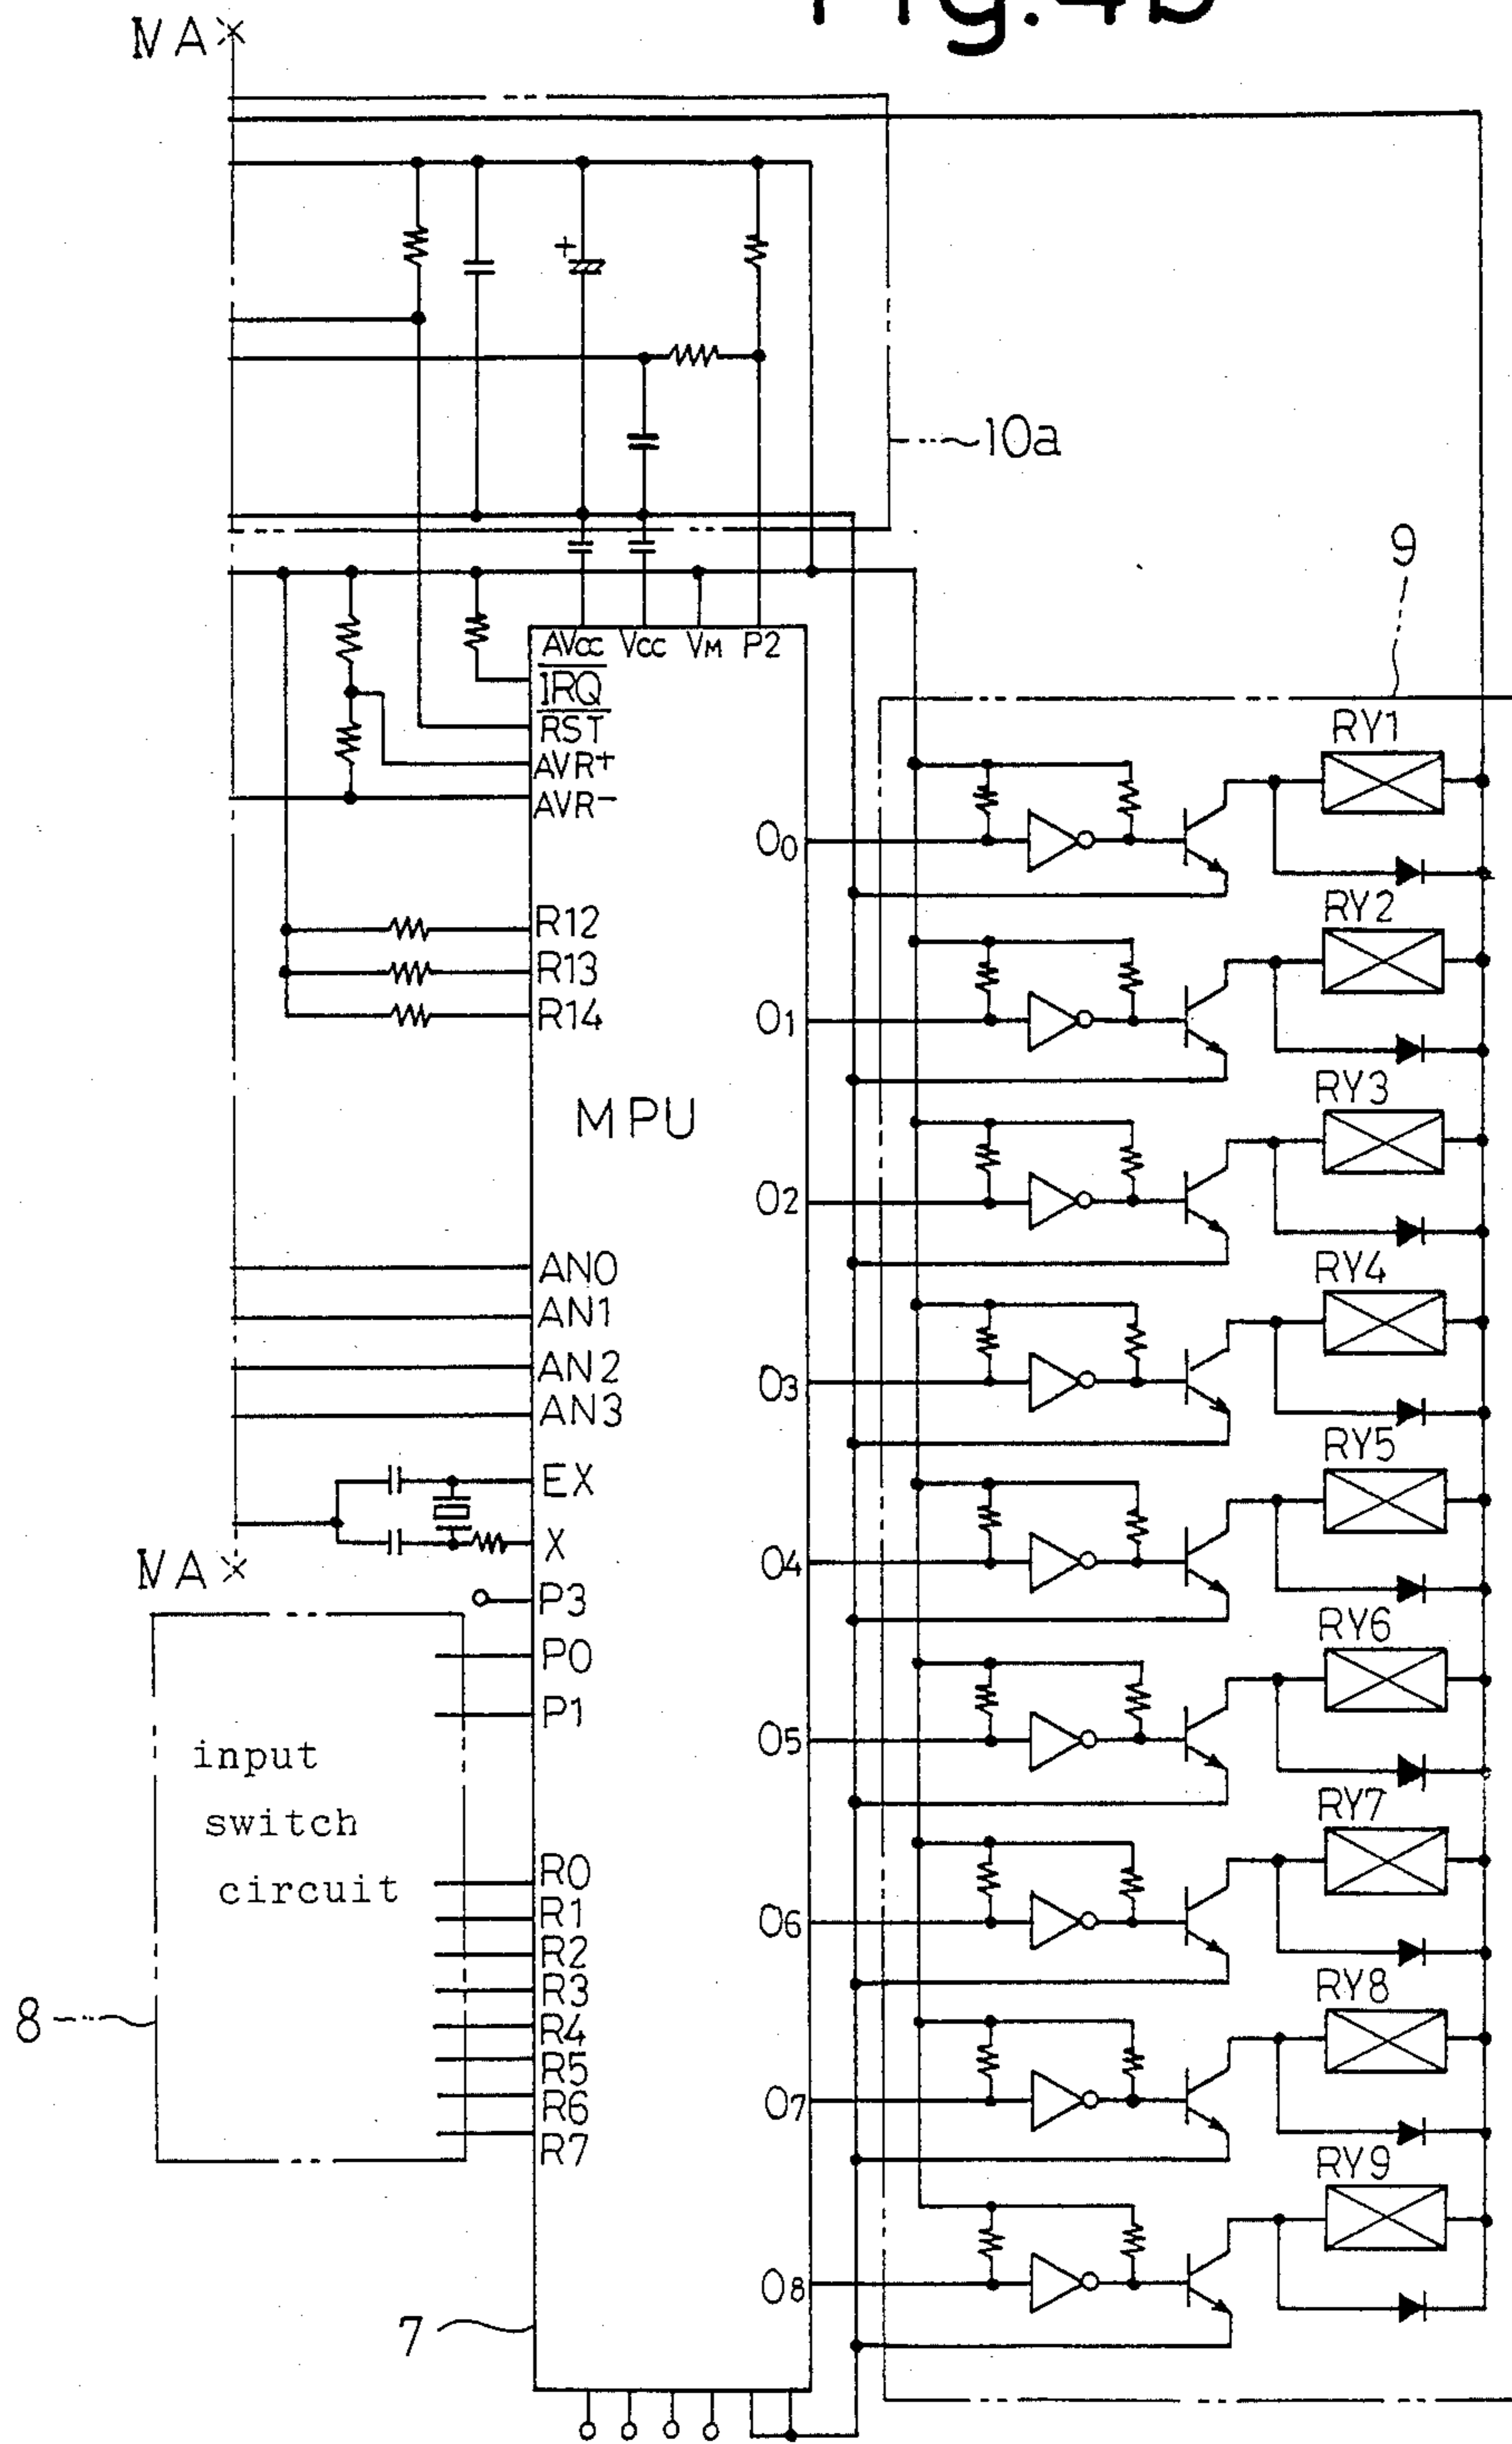 Fig.4b
IVA
10a
9
+
AVcc Vcc VM P2
IRQ
RST
AVR+
AVR-
R12
R13
R14
MPU
AN0
AN1
AN2
AN3
EX
X
IVA
P3
P0
P1
input
switch
circuit
R0
R1
R2
R3
R4
R5
R6
R7
8
7
O0
O1
O2
O3
O4
O5
O6
O7
O8
RY1
RY2
RY3
RY4
RY5
RY6
RY7
RY8
RY9